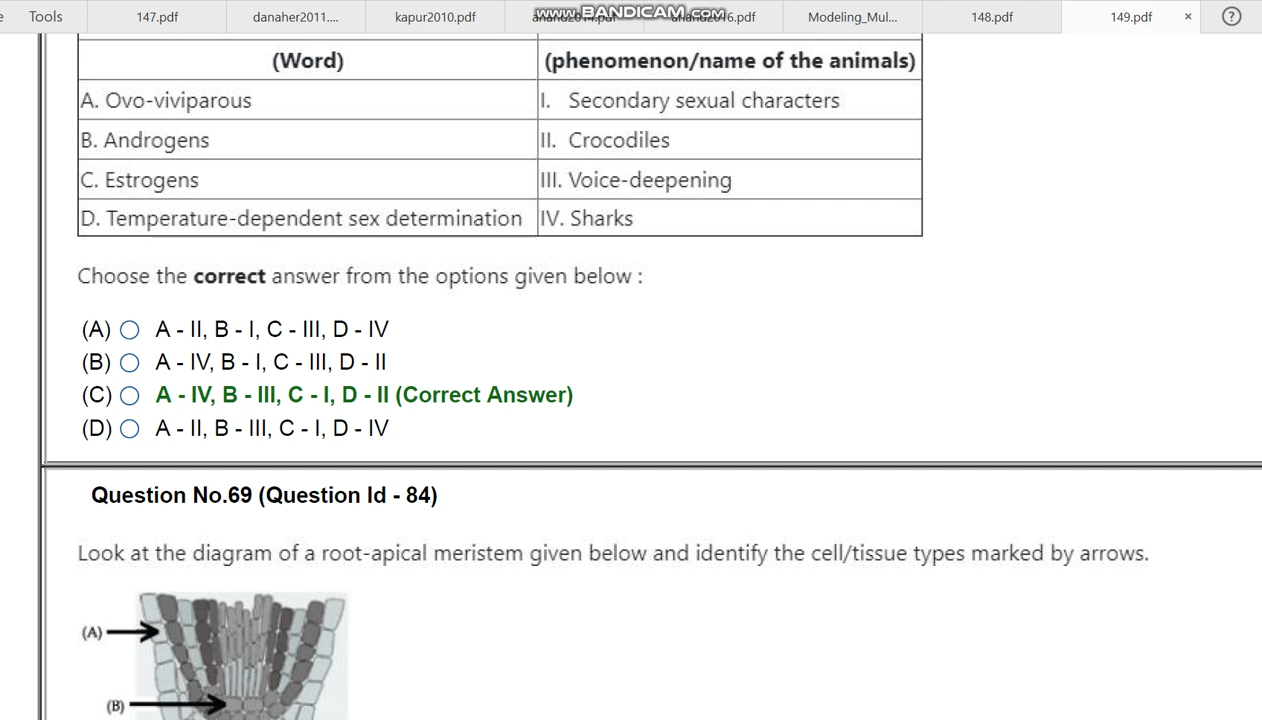 Tools 147.pdf danaher2011.... kapur2010.pdf anand2014.pdf anand2016.pdf Modeling_Mul... 148.pdf 149.pdf × ?
www.BANDICAM.com
(Word) (phenomenon/name of the animals)
A. Ovo-viviparous I. Secondary sexual characters
B. Androgens II. Crocodiles
C. Estrogens III. Voice-deepening
D. Temperature-dependent sex determination IV. Sharks
Choose the correct answer from the options given below :
(A) A - II, B - I, C - III, D - IV
(B) A - IV, B - I, C - III, D - II
(C) A - IV, B - III, C - I, D - II (Correct Answer)
(D) A - II, B - III, C - I, D - IV
Question No.69 (Question Id - 84)
Look at the diagram of a root-apical meristem given below and identify the cell/tissue types marked by arrows.
(A)
(B)